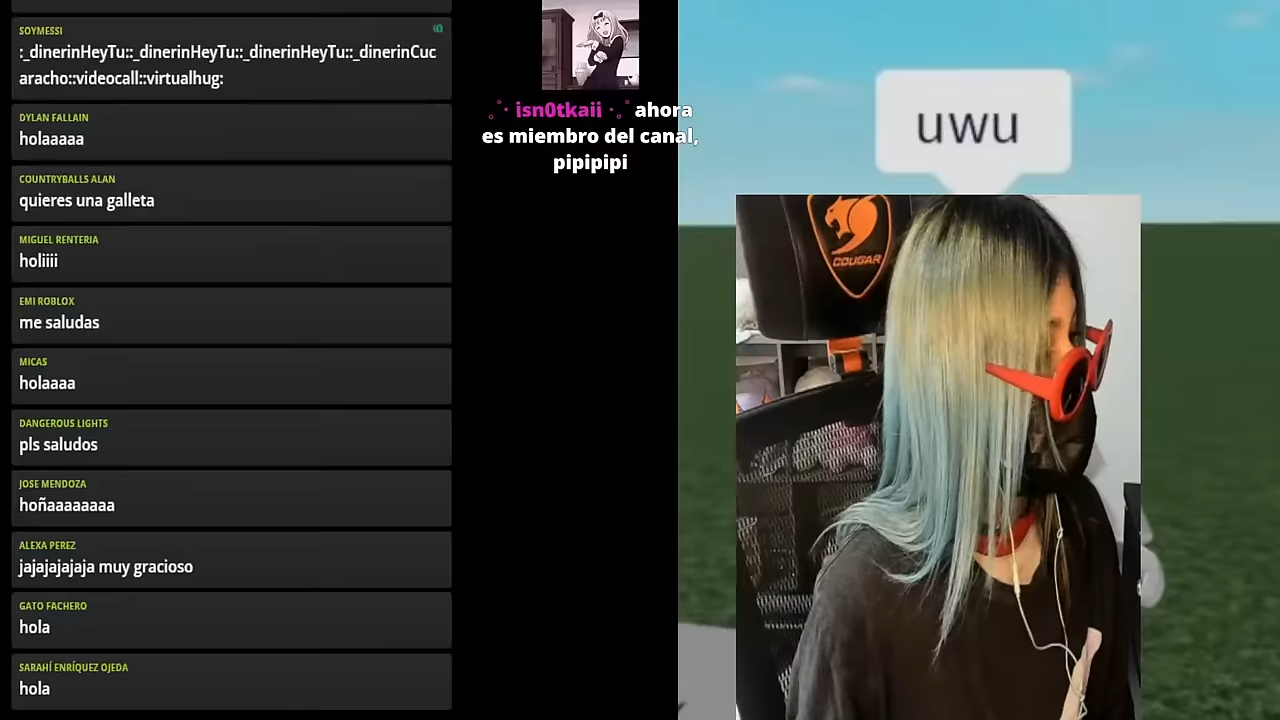 SOYMESSI
:_dinerinHeyTu::_dinerinHeyTu::_dinerinHeyTu::_dinerinCuc
aracho::videocall::virtualhug:
DYLAN FALLAIN
holaaaaa
COUNTRYBALLS ALAN
quieres una galleta
MIGUEL RENTERIA
holiiii
EMI ROBLOX
me saludas
MICAS
holaaaa
DANGEROUS LIGHTS
pls saludos
JOSE MENDOZA
hoñaaaaaaaa
ALEXA PEREZ
jajajajajaja muy gracioso
GATO FACHERO
hola
SARAHÍ ENRÍQUEZ OJEDA
hola
｡ﾟ･ isn0tkaii ･｡ﾟahora
es miembro del canal,
pipipipi
uwu
COUGAR